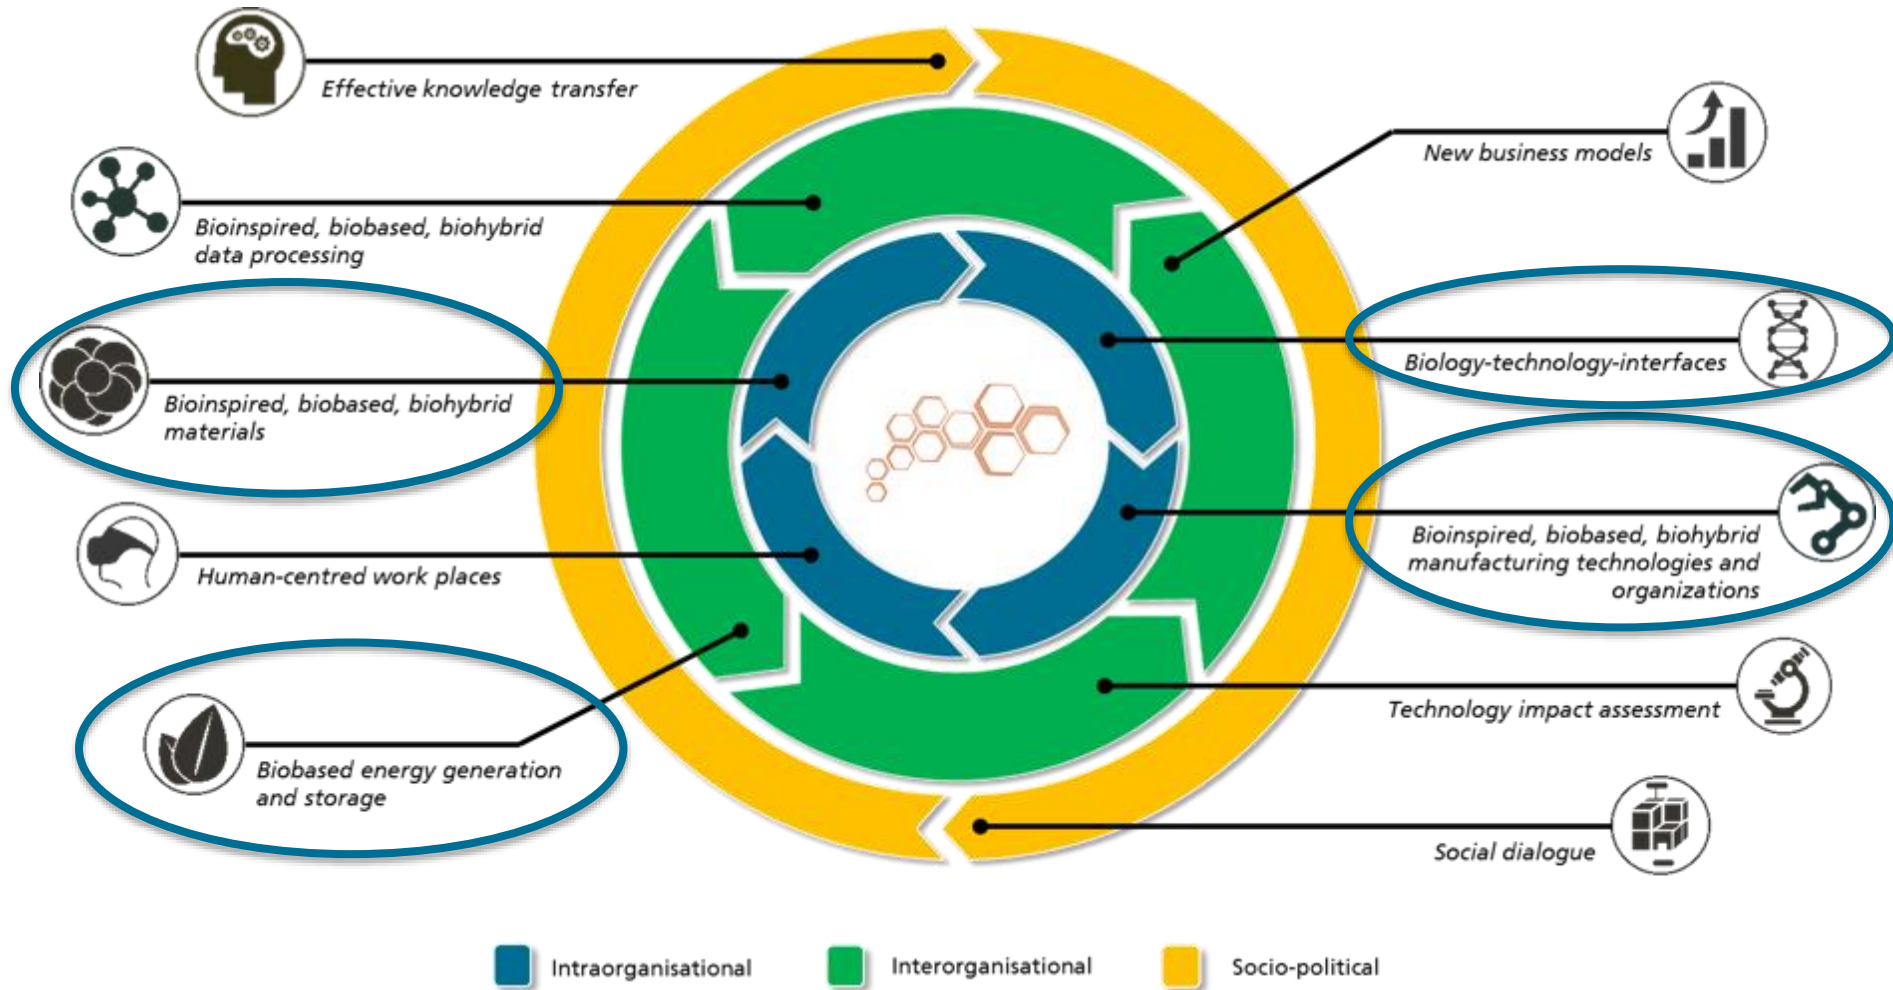 Effective knowledge transfer
New business models
Bioinspired, biobased, biohybrid
data processing
Biology-technology-interfaces
Bioinspired, biobased, biohybrid
materials
Bioinspired, biobased, biohybrid
manufacturing technologies and
organizations
Human-centred work places
Technology impact assessment
Biobased energy generation
and storage
Social dialogue
Intraorganisational
Interorganisational
Socio-political